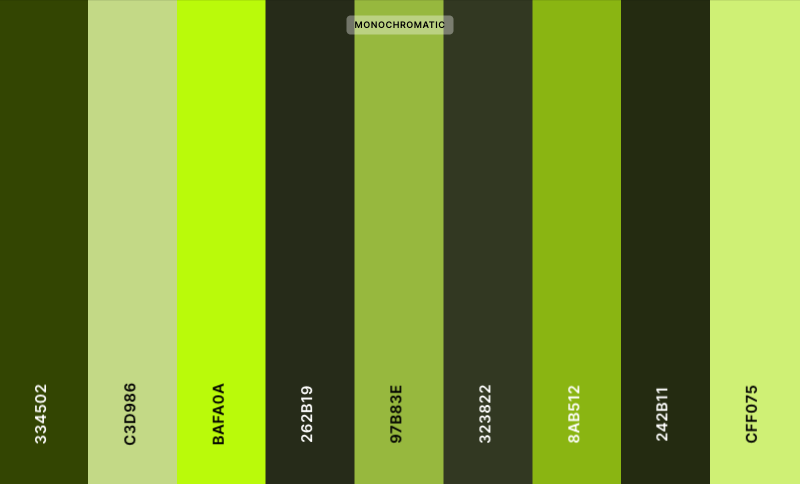 MONOCHROMATIC
334502
C3D986
BAFA0A
262B19
97B83E
323822
8AB512
242B11
CFF075